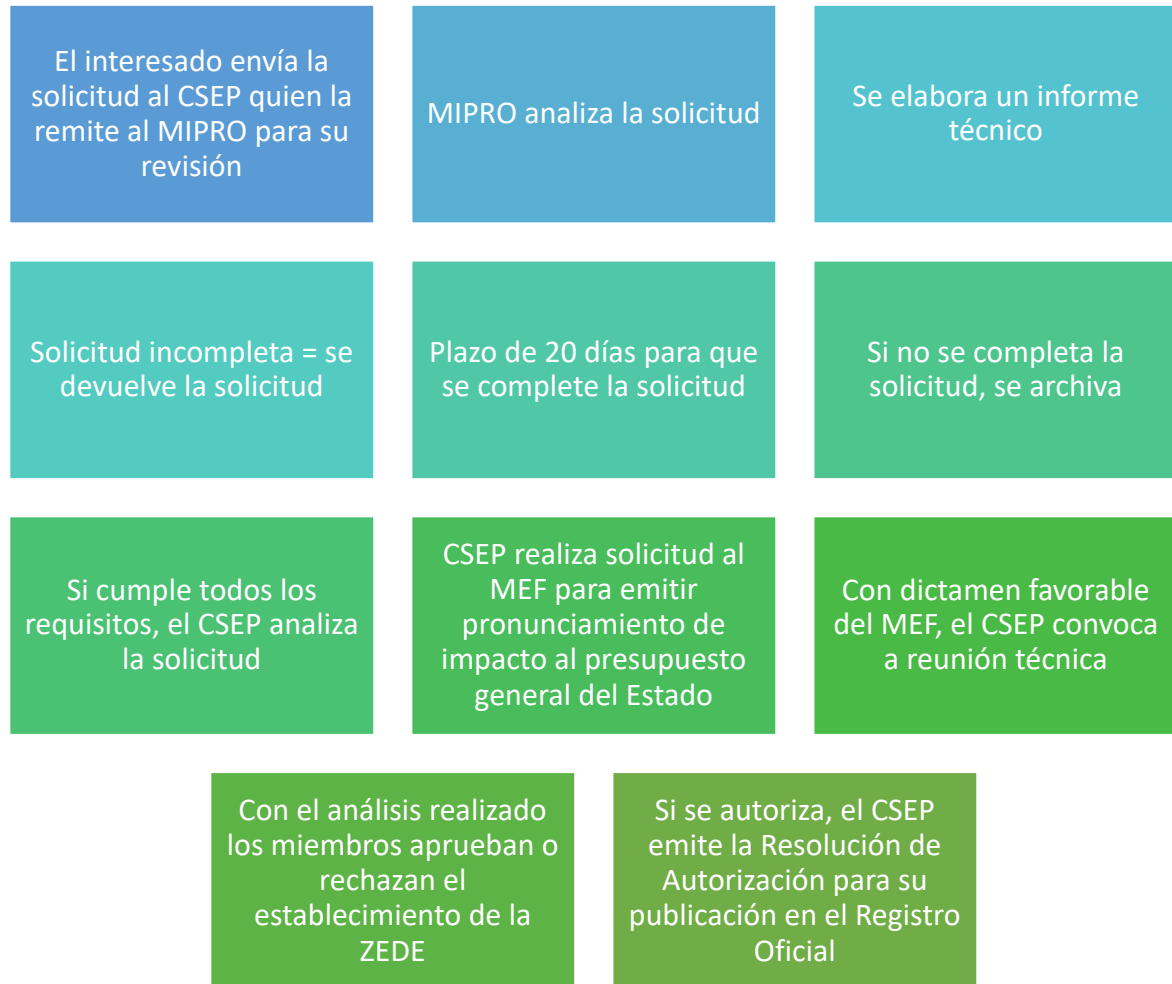 El interesado envía la
solicitud al CSEP quien la
remite al MIPRO para su
revisión
MIPRO analiza la solicitud
Se elabora un informe
técnico
Solicitud incompleta = se
devuelve la solicitud
Plazo de 20 días para que
se complete la solicitud
Si no se completa la
solicitud, se archiva
Si cumple todos los
requisitos, el CSEP analiza
la solicitud
CSEP realiza solicitud al
MEF para emitir
pronunciamiento de
impacto al presupuesto
general del Estado
Con dictamen favorable
del MEF, el CSEP convoca
a reunión técnica
Con el análisis realizado
los miembros aprueban o
rechazan el
establecimiento de la
ZEDE
Si se autoriza, el CSEP
emite la Resolución de
Autorización para su
publicación en el Registro
Oficial